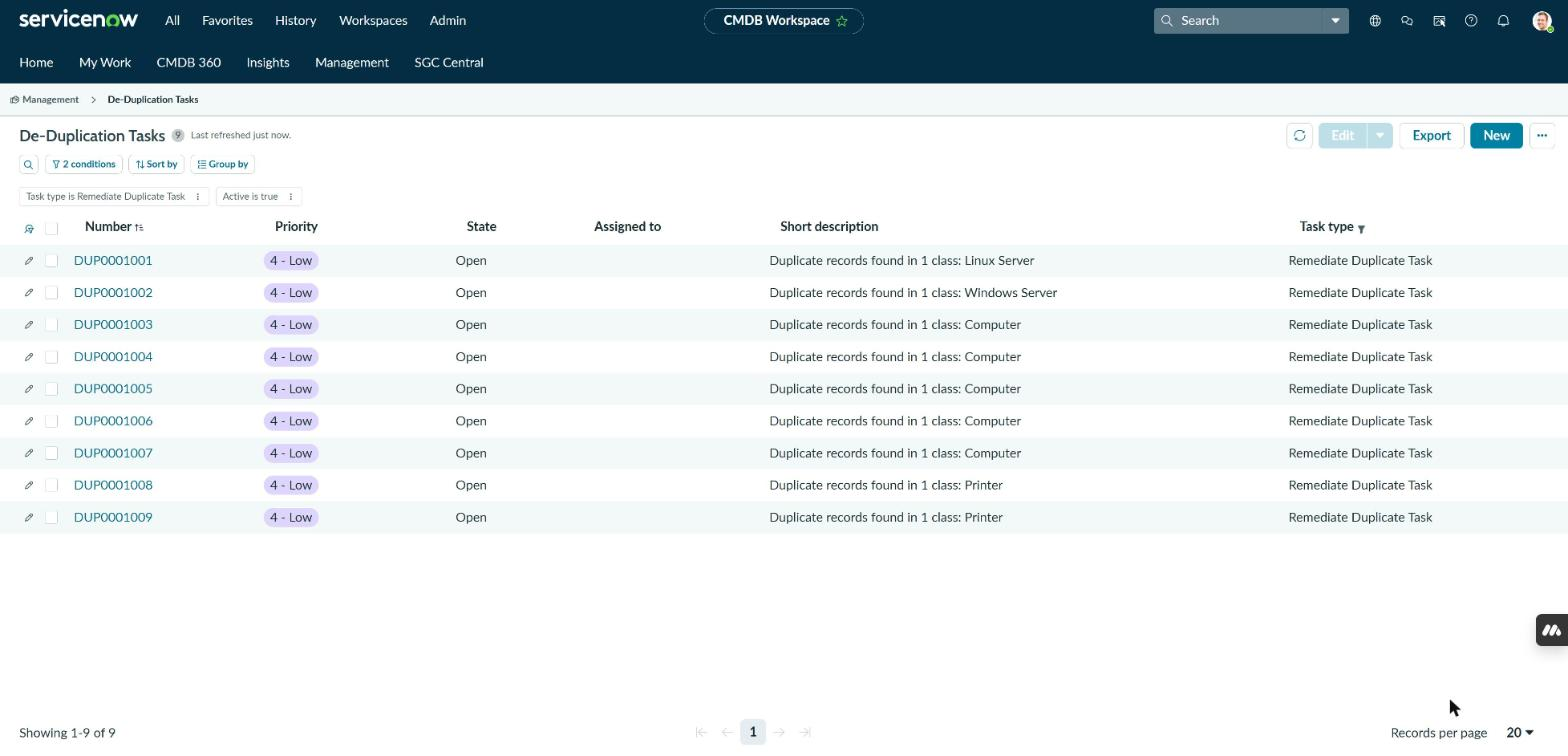 servicenow All Favorites History Workspaces Admin CMDB Workspace Search
Home My Work CMDB 360 Insights Management SGC Central
Management > De-Duplication Tasks
De-Duplication Tasks 9 Last refreshed just now. Edit Export New
2 conditions Sort by Group by
Task type is Remediate Duplicate Task Active is true
Number Priority State Assigned to Short description Task type
DUP0001001 4 - Low Open Duplicate records found in 1 class: Linux Server Remediate Duplicate Task
DUP0001002 4 - Low Open Duplicate records found in 1 class: Windows Server Remediate Duplicate Task
DUP0001003 4 - Low Open Duplicate records found in 1 class: Computer Remediate Duplicate Task
DUP0001004 4 - Low Open Duplicate records found in 1 class: Computer Remediate Duplicate Task
DUP0001005 4 - Low Open Duplicate records found in 1 class: Computer Remediate Duplicate Task
DUP0001006 4 - Low Open Duplicate records found in 1 class: Computer Remediate Duplicate Task
DUP0001007 4 - Low Open Duplicate records found in 1 class: Computer Remediate Duplicate Task
DUP0001008 4 - Low Open Duplicate records found in 1 class: Printer Remediate Duplicate Task
DUP0001009 4 - Low Open Duplicate records found in 1 class: Printer Remediate Duplicate Task
Showing 1-9 of 9 1 Records per page 20